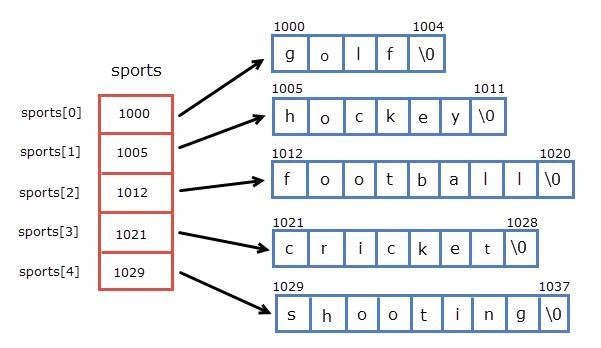 1000 1004
g o l f \0
sports
1005 1011
sports[0] 1000
h o c k e y \0
sports[1] 1005
1012 1020
f o o t b a l l \0
sports[2] 1012
1021 1028
sports[3] 1021
c r i c k e t \0
sports[4] 1029
1029 1037
s h o o t i n g \0